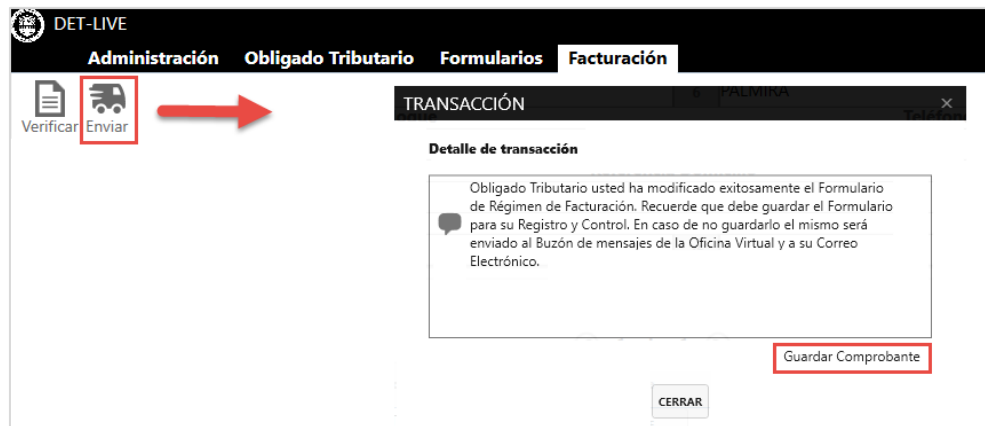 DET-LIVE
Administración Obligado Tributario Formularios Facturación
Verificar Enviar
6 PALMIRA
TRANSACCIÓN
Teléfono
Detalle de transacción
Obligado Tributario usted ha modificado exitosamente el Formulario
de Régimen de Facturación. Recuerde que debe guardar el Formulario
para su Registro y Control. En caso de no guardarlo el mismo será
enviado al Buzón de mensajes de la Oficina Virtual y a su Correo
Electrónico.
Guardar Comprobante
CERRAR